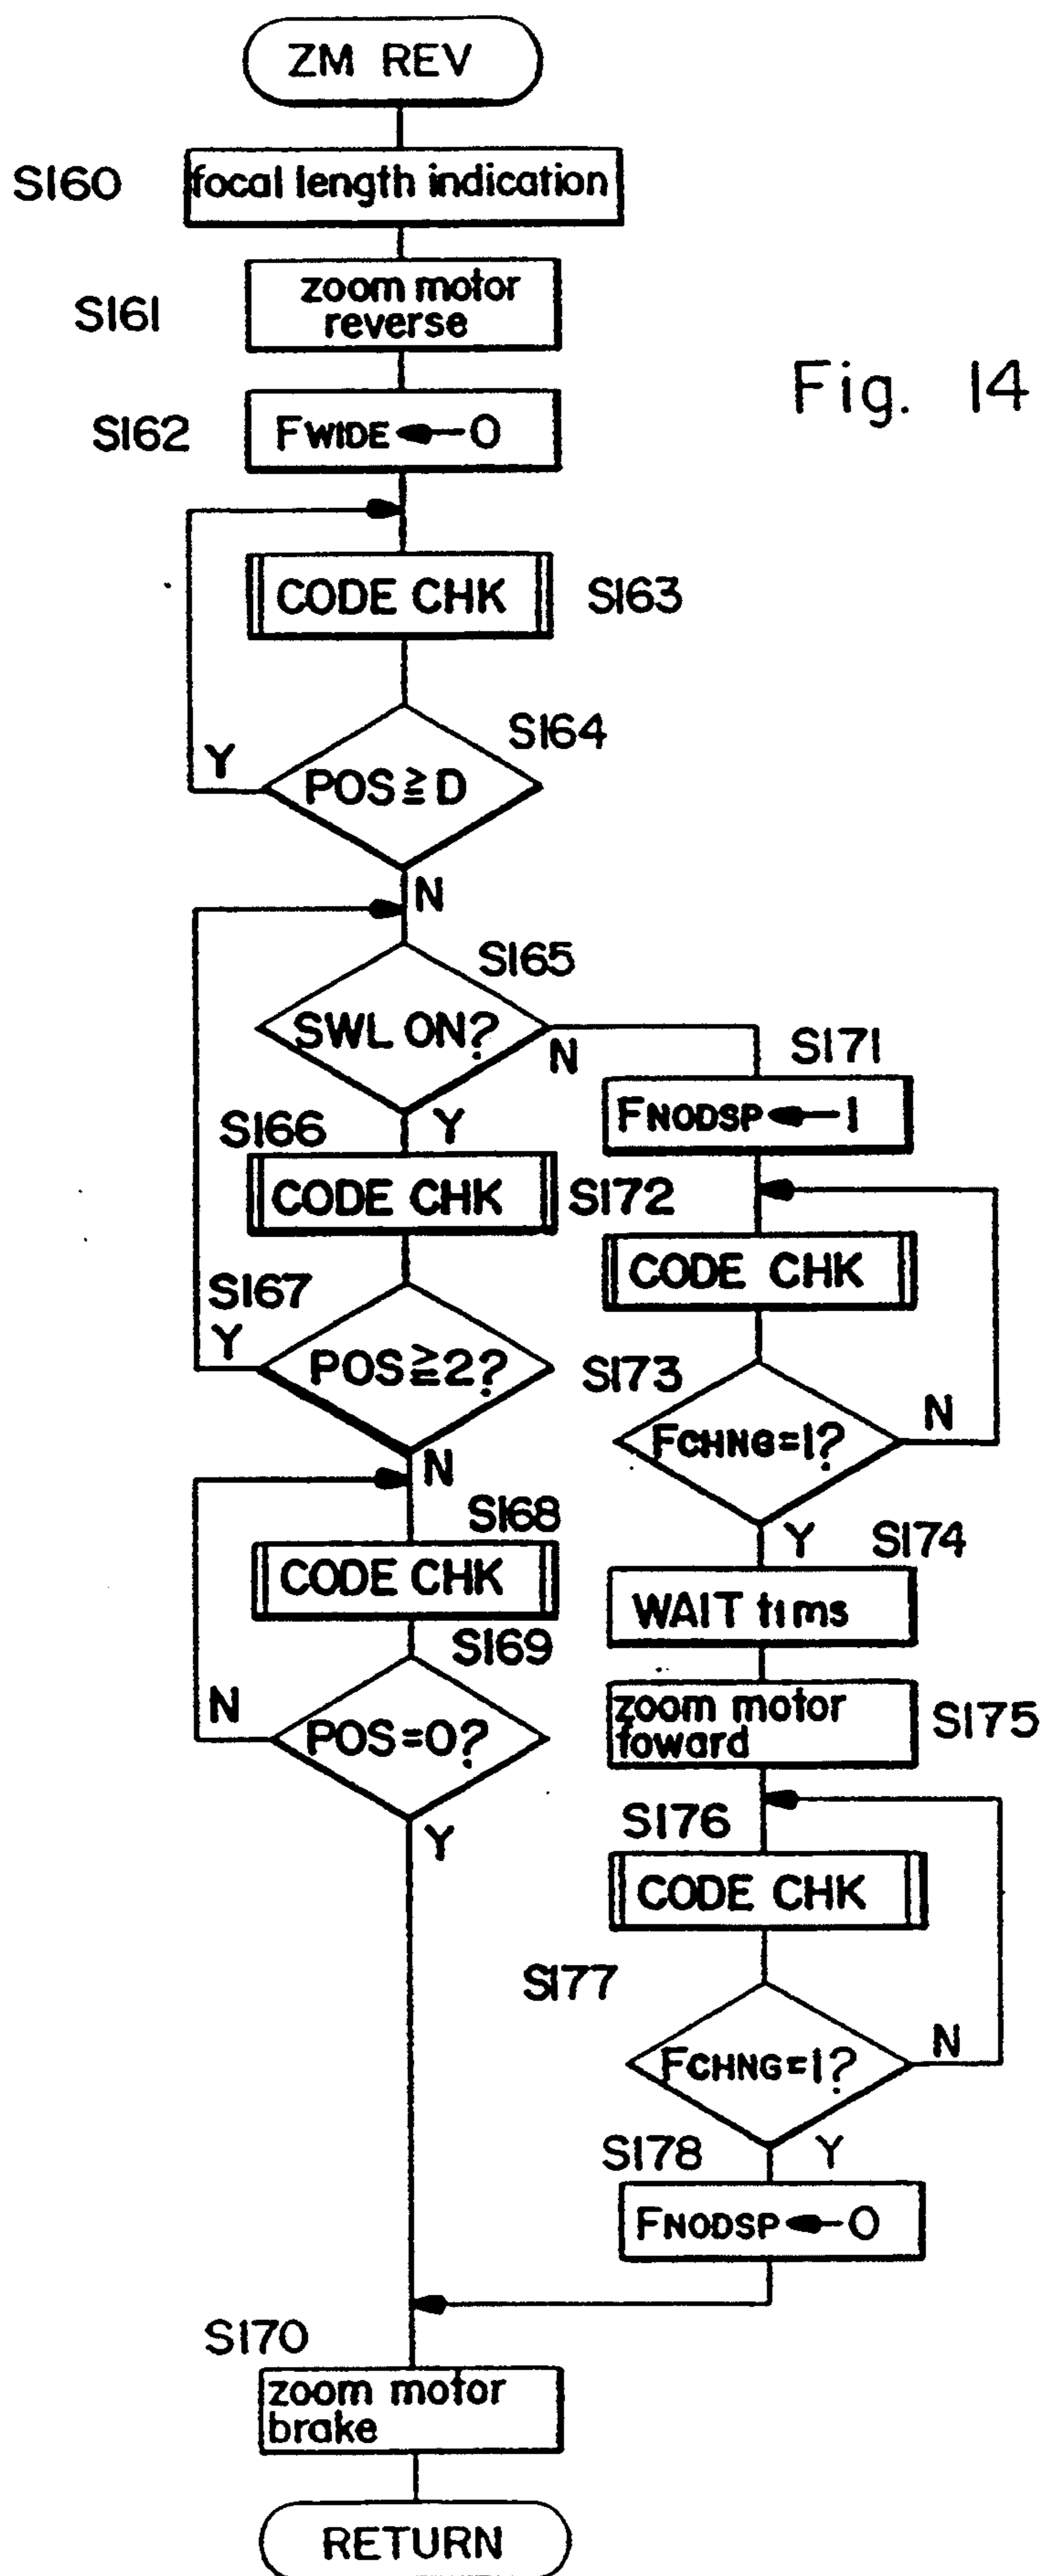 ZM REV
S160
focal length indication
S161
zoom motor
reverse
Fig. 14
S162
FWIDE ← 0
CODE CHK
S163
S164
Y
POS ≧ D
N
S165
SWL ON?
N
S171
FNODSP ← 1
Y
S166
CODE CHK
S172
CODE CHK
S167
Y
POS ≧ 2?
N
S173
FCHNG=1?
N
S168
CODE CHK
Y
S174
WAIT t1ms
S169
N
POS=0?
Y
zoom motor
foward
S175
S176
CODE CHK
S177
FCHNG=1?
N
S178
Y
FNODSP ← 0
S170
zoom motor
brake
RETURN